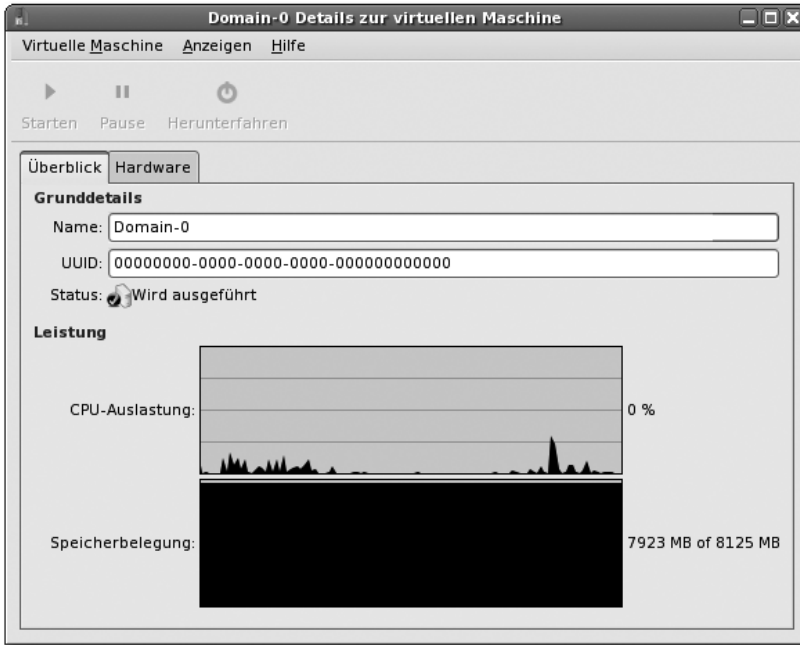 Domain-0 Details zur virtuellen Maschine
Virtuelle Maschine Anzeigen Hilfe
Starten Pause Herunterfahren
Überblick Hardware
Grunddetails
Name: Domain-0
UUID: 00000000-0000-0000-0000-000000000000
Status: Wird ausgeführt
Leistung
CPU-Auslastung: 0 %
Speicherbelegung: 7923 MB of 8125 MB